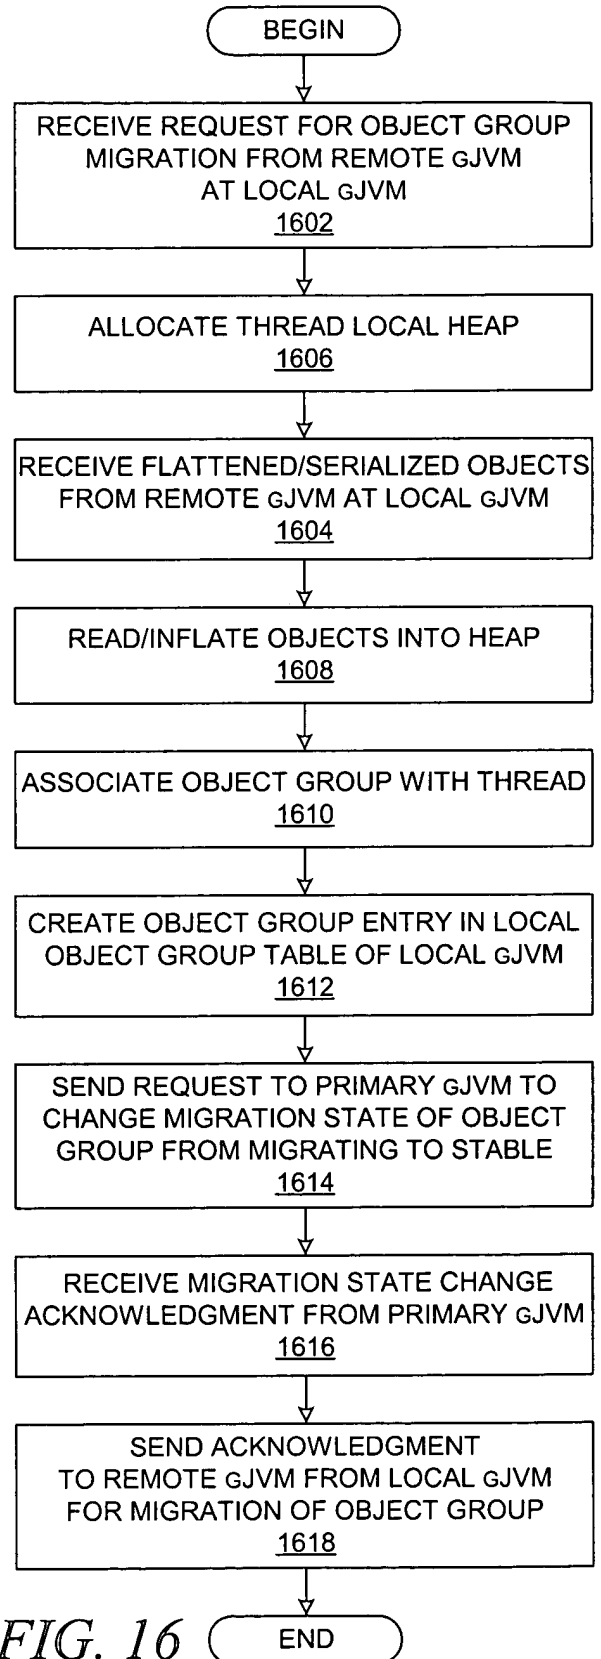 BEGIN
RECEIVE REQUEST FOR OBJECT GROUP
MIGRATION FROM REMOTE GJVM
AT LOCAL GJVM
1602
ALLOCATE THREAD LOCAL HEAP
1606
RECEIVE FLATTENED/SERIALIZED OBJECTS
FROM REMOTE GJVM AT LOCAL GJVM
1604
READ/INFLATE OBJECTS INTO HEAP
1608
ASSOCIATE OBJECT GROUP WITH THREAD
1610
CREATE OBJECT GROUP ENTRY IN LOCAL
OBJECT GROUP TABLE OF LOCAL GJVM
1612
SEND REQUEST TO PRIMARY GJVM TO
CHANGE MIGRATION STATE OF OBJECT
GROUP FROM MIGRATING TO STABLE
1614
RECEIVE MIGRATION STATE CHANGE
ACKNOWLEDGMENT FROM PRIMARY GJVM
1616
SEND ACKNOWLEDGMENT
TO REMOTE GJVM FROM LOCAL GJVM
FOR MIGRATION OF OBJECT GROUP
1618
END
FIG. 16